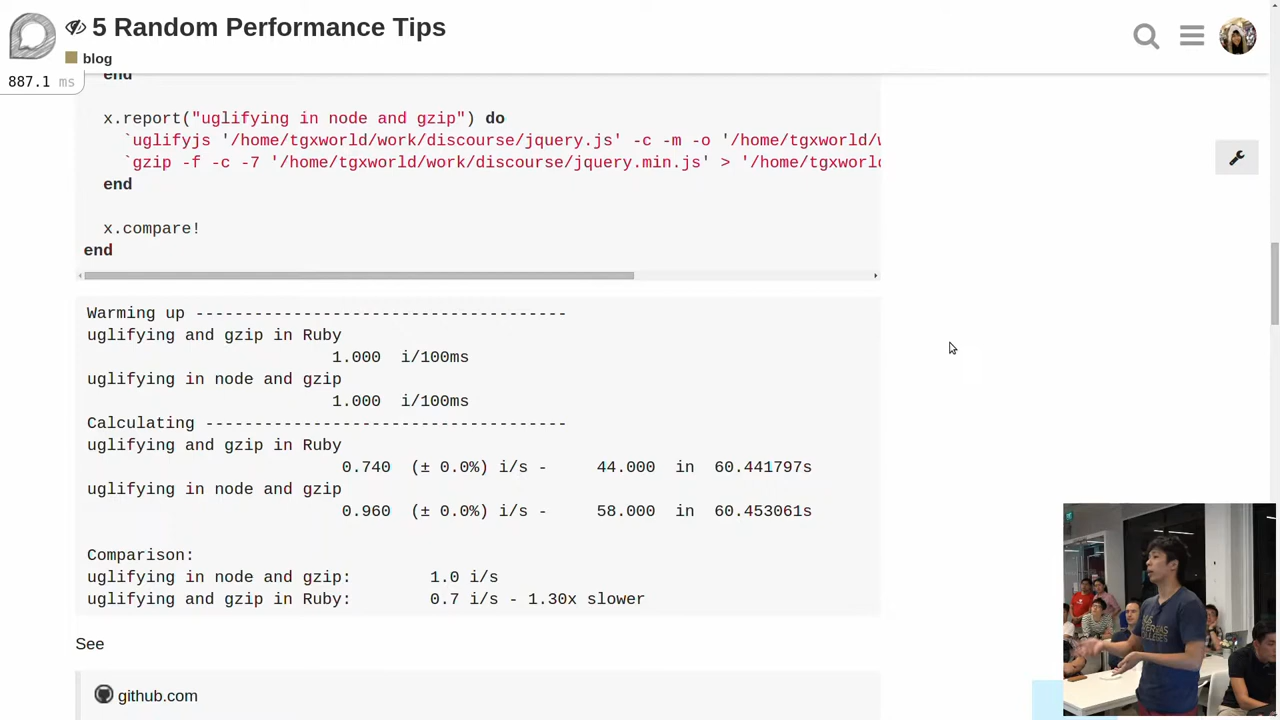 5 Random Performance Tips
blog
887.1 ms
end
x.report("uglifying in node and gzip") do
`uglifyjs '/home/tgxworld/work/discourse/jquery.js' -c -m -o '/home/tgxworld/
`gzip -f -c -7 '/home/tgxworld/work/discourse/jquery.min.js' > '/home/tgxworld
end
x.compare!
end
Warming up --------------------------------------
uglifying and gzip in Ruby
1.000 i/100ms
uglifying in node and gzip
1.000 i/100ms
Calculating -------------------------------------
uglifying and gzip in Ruby
0.740 (± 0.0%) i/s - 44.000 in 60.441797s
uglifying in node and gzip
0.960 (± 0.0%) i/s - 58.000 in 60.453061s
Comparison:
uglifying in node and gzip: 1.0 i/s
uglifying and gzip in Ruby: 0.7 i/s - 1.30x slower
See
github.com